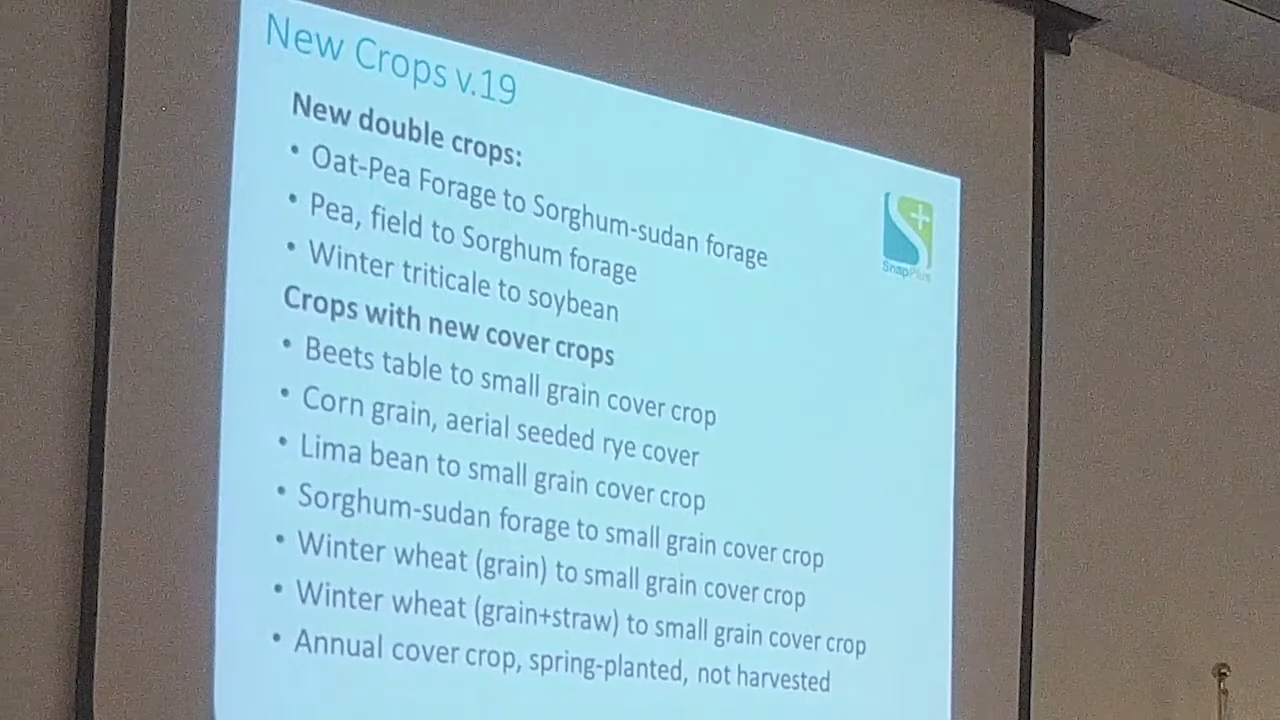 New Crops v.19
New double crops:
• Oat-Pea Forage to Sorghum-sudan forage
• Pea, field to Sorghum forage
• Winter triticale to soybean
Crops with new cover crops
• Beets table to small grain cover crop
• Corn grain, aerial seeded rye cover
• Lima bean to small grain cover crop
• Sorghum-sudan forage to small grain cover crop
• Winter wheat (grain) to small grain cover crop
• Winter wheat (grain+straw) to small grain cover crop
• Annual cover crop, spring-planted, not harvested
SnapPlus